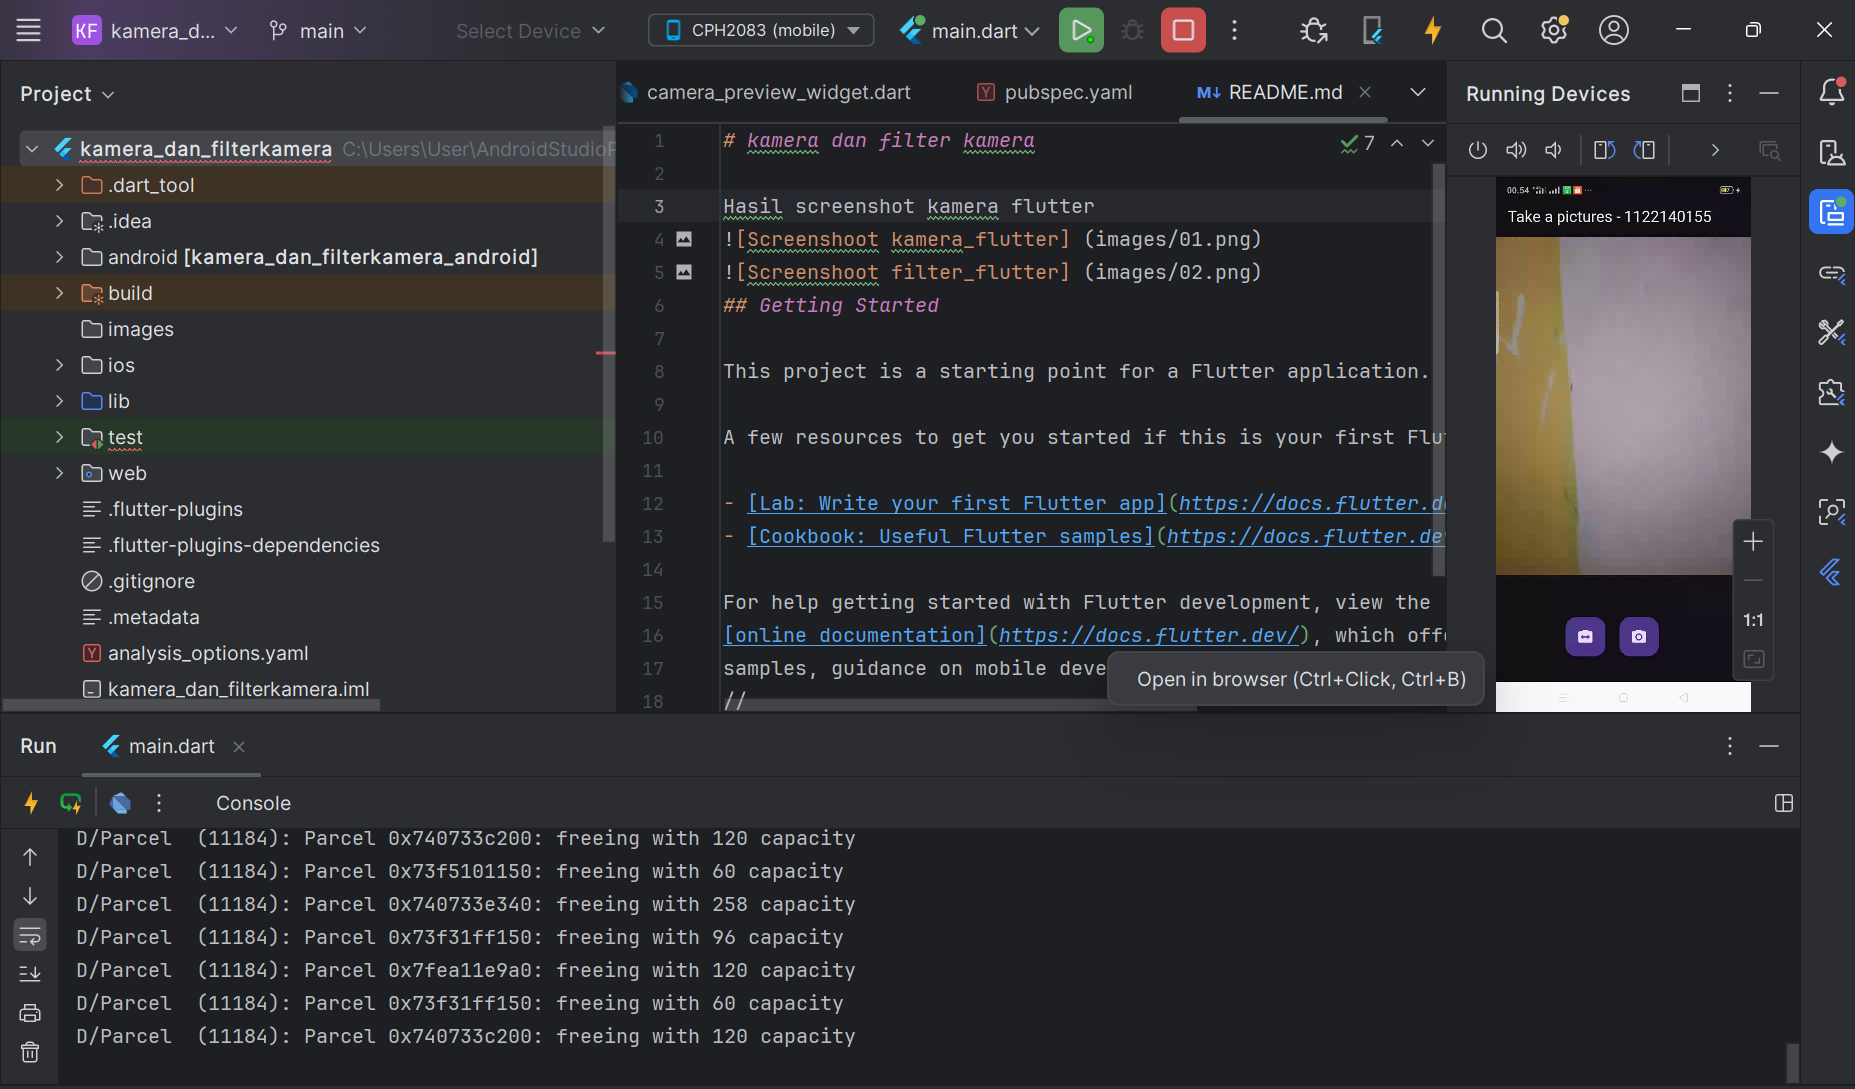 KF kamera_d... main Select Device CPH2083 (mobile) main.dart
Project
kamera_dan_filterkamera C:\Users\User\AndroidStudioP
.dart_tool
.idea
android [kamera_dan_filterkamera_android]
build
images
ios
lib
test
web
.flutter-plugins
.flutter-plugins-dependencies
.gitignore
.metadata
analysis_options.yaml
kamera_dan_filterkamera.iml
camera_preview_widget.dart pubspec.yaml README.md
7
1 # kamera dan filter kamera
2
3 Hasil screenshot kamera flutter
4 ![Screenshoot kamera_flutter] (images/01.png)
5 ![Screenshoot filter_flutter] (images/02.png)
6 ## Getting Started
7
8 This project is a starting point for a Flutter application.
9
10 A few resources to get you started if this is your first Flu
11
12 - [Lab: Write your first Flutter app](https://docs.flutter.d
13 - [Cookbook: Useful Flutter samples](https://docs.flutter.de
14
15 For help getting started with Flutter development, view the
16 [online documentation](https://docs.flutter.dev/), which off
17 samples, guidance on mobile deve
18 //
Open in browser (Ctrl+Click, Ctrl+B)
Running Devices
00.54
Take a pictures - 1122140155
1:1
Run main.dart
Console
D/Parcel (11184): Parcel 0x740733c200: freeing with 120 capacity
D/Parcel (11184): Parcel 0x73f5101150: freeing with 60 capacity
D/Parcel (11184): Parcel 0x740733e340: freeing with 258 capacity
D/Parcel (11184): Parcel 0x73f31ff150: freeing with 96 capacity
D/Parcel (11184): Parcel 0x7fea11e9a0: freeing with 120 capacity
D/Parcel (11184): Parcel 0x73f31ff150: freeing with 60 capacity
D/Parcel (11184): Parcel 0x740733c200: freeing with 120 capacity